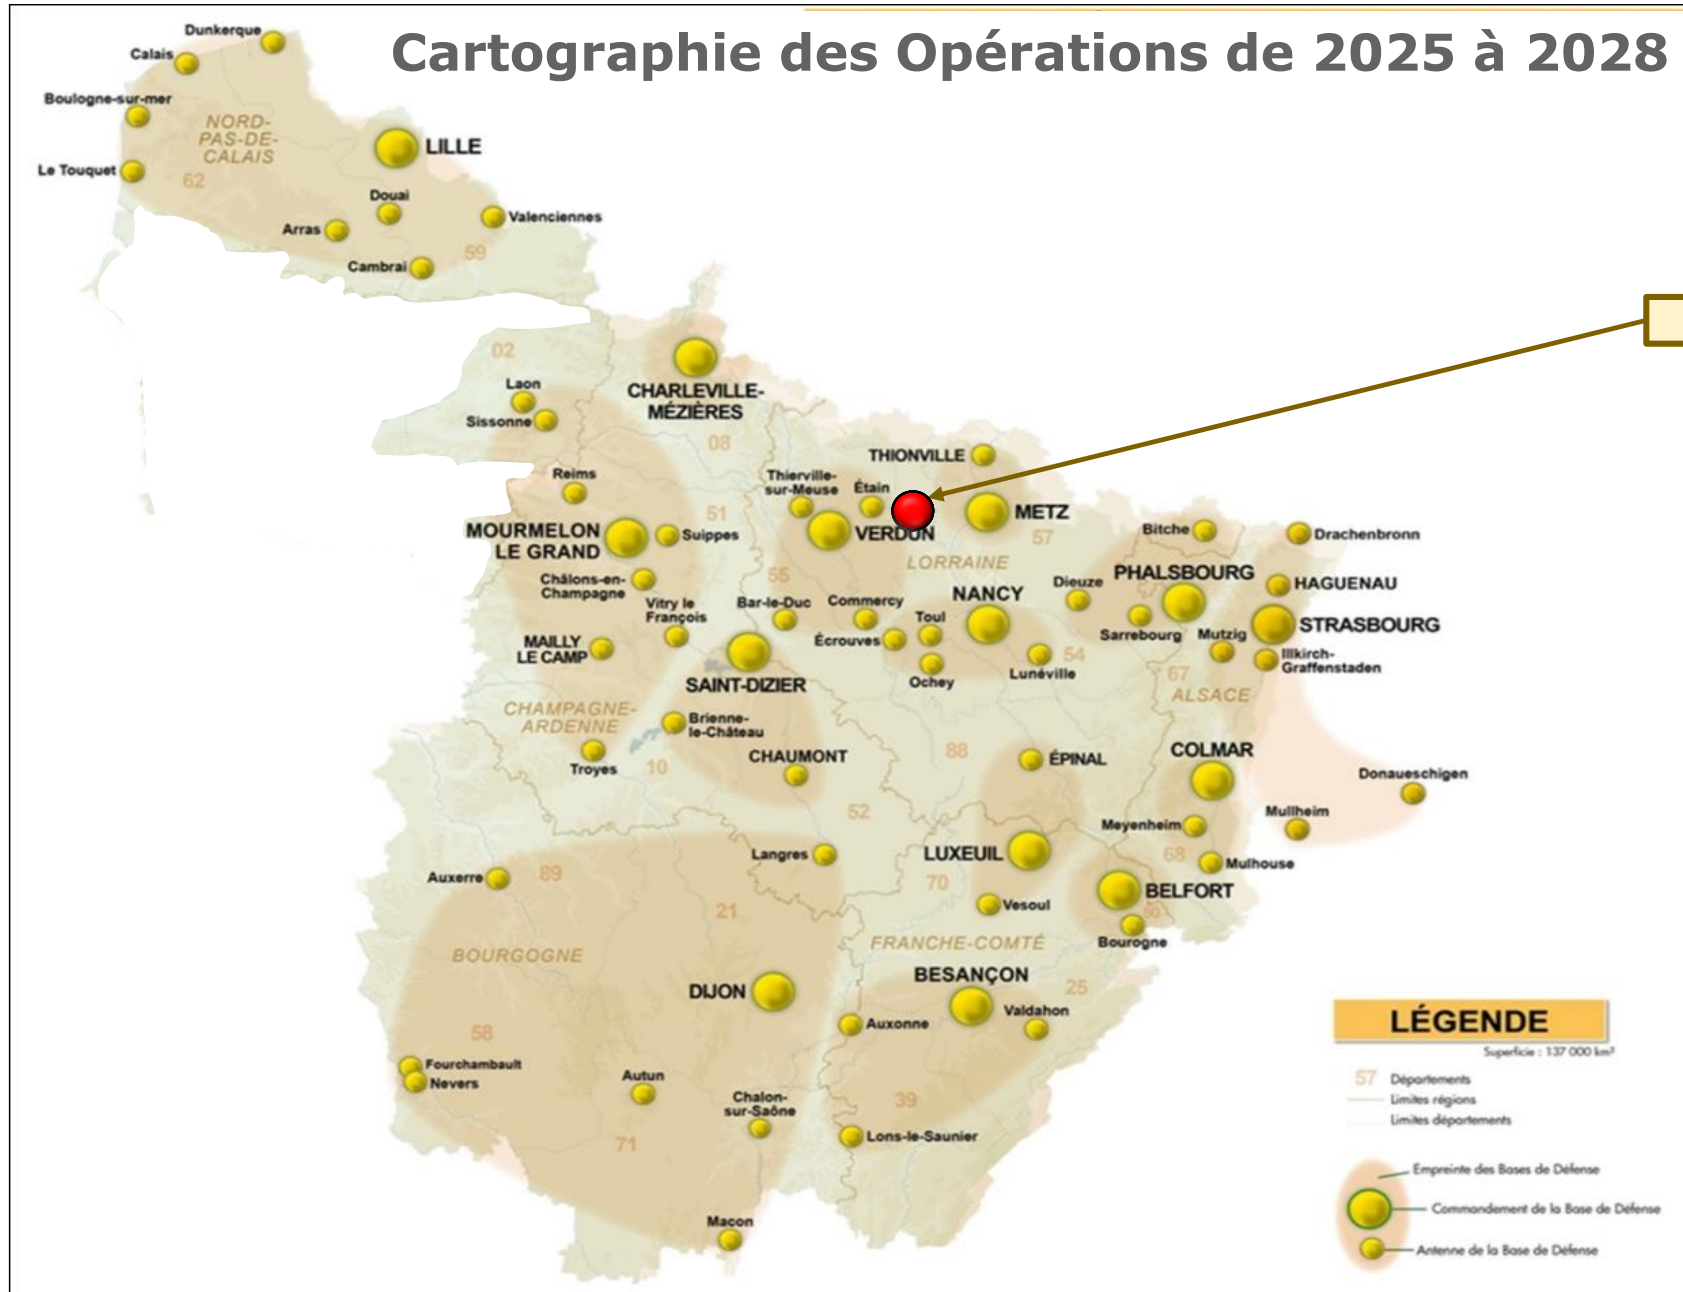 Cartographie des Opérations de 2025 à 2028
Dunkerque
Calais
Boulogne-sur-mer
NORD-
PAS-DE-
CALAIS
LILLE
Le Touquet
62
Douai
Arras
Valenciennes
59
Cambrai
02
Laon
Sissonne
CHARLEVILLE-
MÉZIÈRES
08
THIONVILLE
Reims
Thierville-
sur-Meuse
Étain
51
METZ
MOURMELON
LE GRAND
Suippes
VERDUN
57
Bitche
Drachenbronn
LORRAINE
Châlons-en-
Champagne
55
Dieuze
PHALSBOURG
HAGUENAU
Vitry le
François
Bar-le-Duc
Commercy
NANCY
Toul
Écrouves
Sarrebourg
Mutzig
STRASBOURG
MAILLY
LE CAMP
54
Illkirch-
Graffenstaden
SAINT-DIZIER
Ochey
Lunéville
67
ALSACE
CHAMPAGNE-
ARDENNE
Brienne-
le-Château
CHAUMONT
88
ÉPINAL
COLMAR
Troyes
10
Donaueschigen
52
Mullheim
Meyenheim
Langres
LUXEUIL
68
Mulhouse
Auxerre
89
70
BELFORT
Vesoul
21
90
Bourogne
BOURGOGNE
FRANCHE-COMTÉ
BESANÇON
DIJON
25
Valdahon
Auxonne
58
Fourchambault
Nevers
Autun
Chalon-
sur-Saône
39
71
Lons-le-Saunier
Macon
LÉGENDE
Superficie : 137 000 km²
57 Départements
Limites régions
Limites départements
Empreinte des Bases de Défense
Commandement de la Base de Défense
Antenne de la Base de Défense